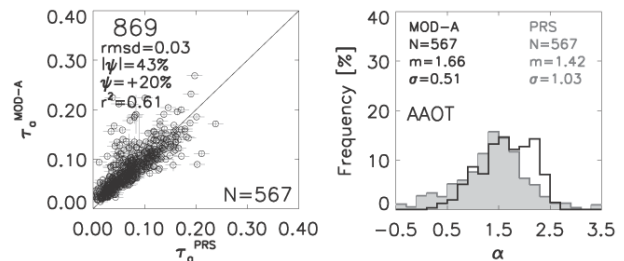 869
rmsd=0.03
|ψ|=43%
ψ=+20%
r²=0.61
N=567
0.40
0.30
0.20
0.10
0.00
τₐ^MOD-A
0.00 0.10 0.20 0.30 0.40
τₐ^PRS
MOD-A PRS
N=567 N=567
m=1.66 m=1.42
σ=0.51 σ=1.03
AAOT
40
30
20
10
0
Frequency [%]
-0.5 0.5 1.5 2.5 3.5
α